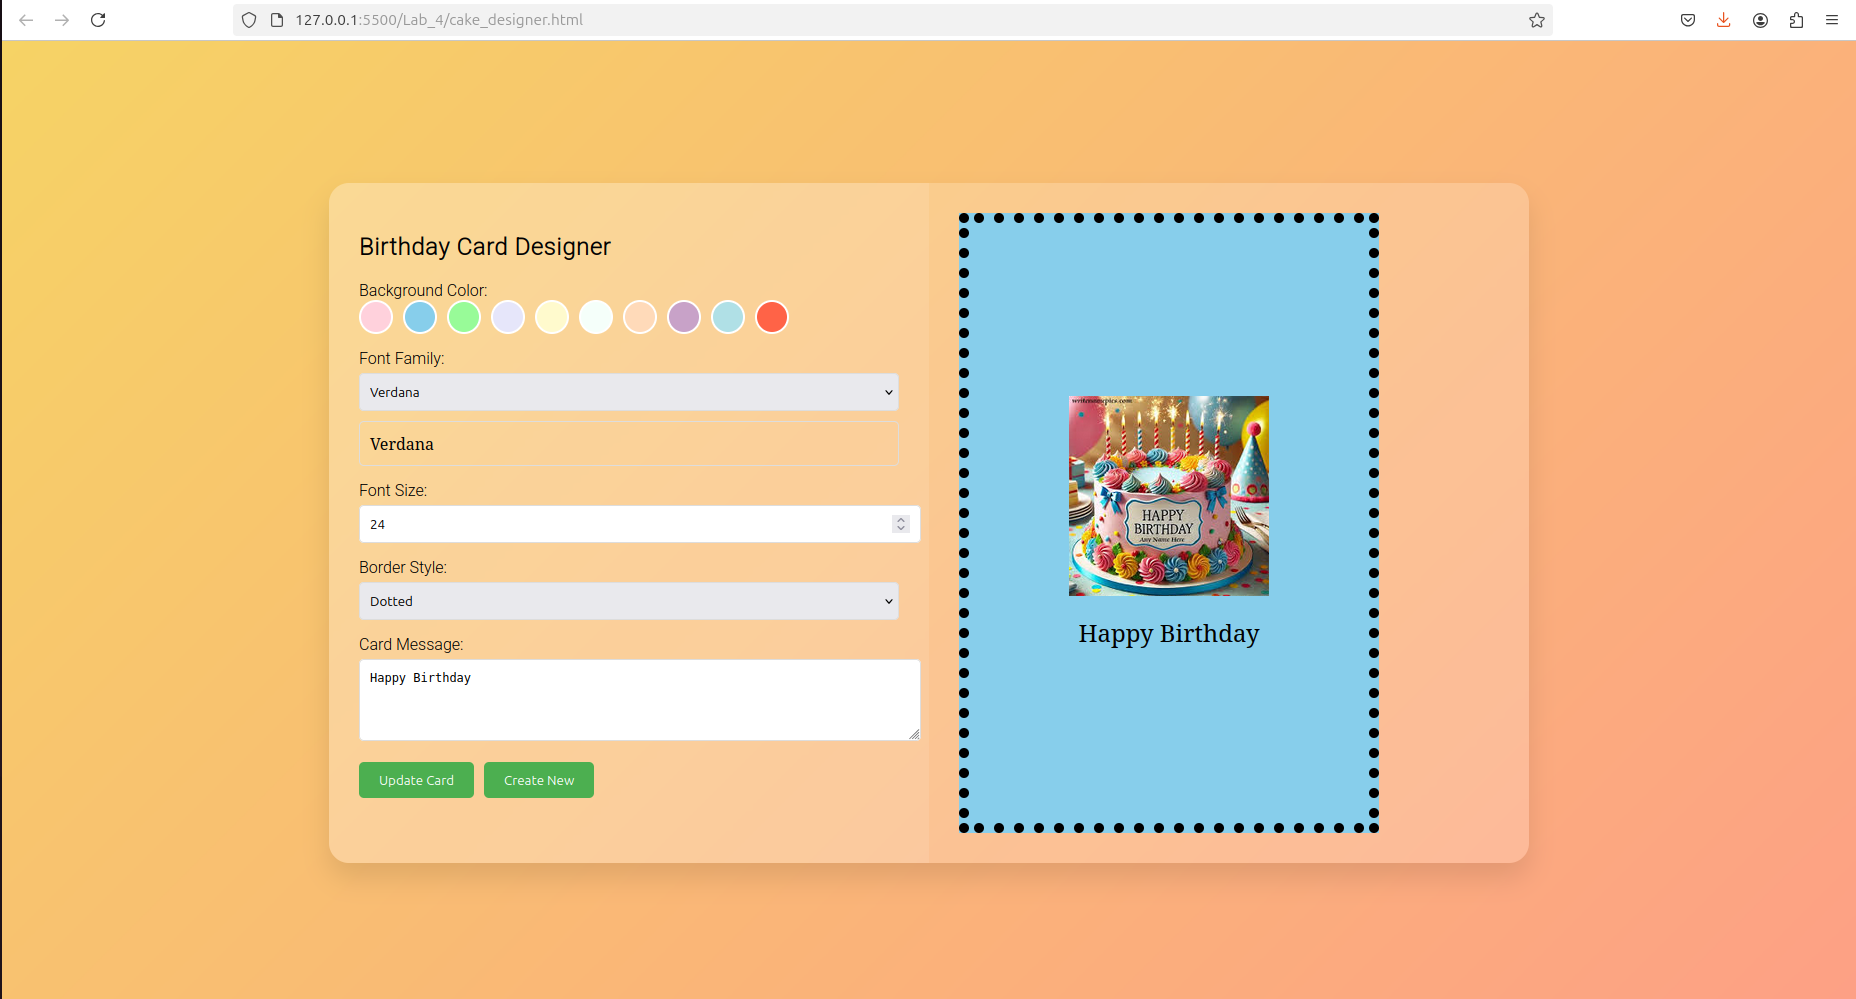 127.0.0.1:5500/Lab_4/cake_designer.html
Birthday Card Designer
Background Color:
Font Family:
Verdana
Verdana
Font Size:
24
Border Style:
Dotted
Card Message:
Happy Birthday
Update Card Create New
writenamepics.com
HAPPY
BIRTHDAY
Any Name Here
Happy Birthday